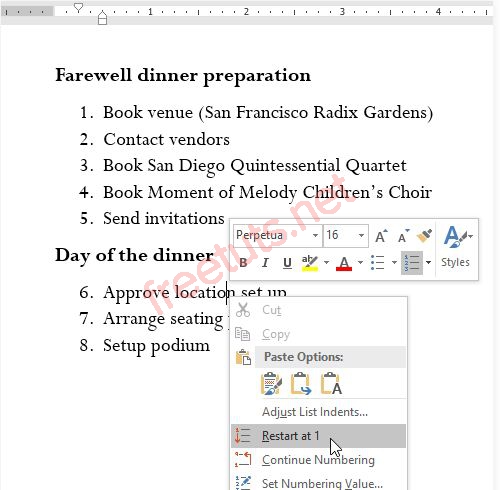 1 2 3 4
Farewell dinner preparation
1. Book venue (San Francisco Radix Gardens)
2. Contact vendors
3. Book San Diego Quintessential Quartet
4. Book Moment of Melody Children's Choir
5. Send invitations
Perpetua 16 A A A
B I U ab A Styles
Day of the dinner
6. Approve location set up
7. Arrange seating
8. Setup podium
freetuts.net
Cut
Copy
Paste Options:
A
Adjust List Indents...
Restart at 1
Continue Numbering
Set Numbering Value...